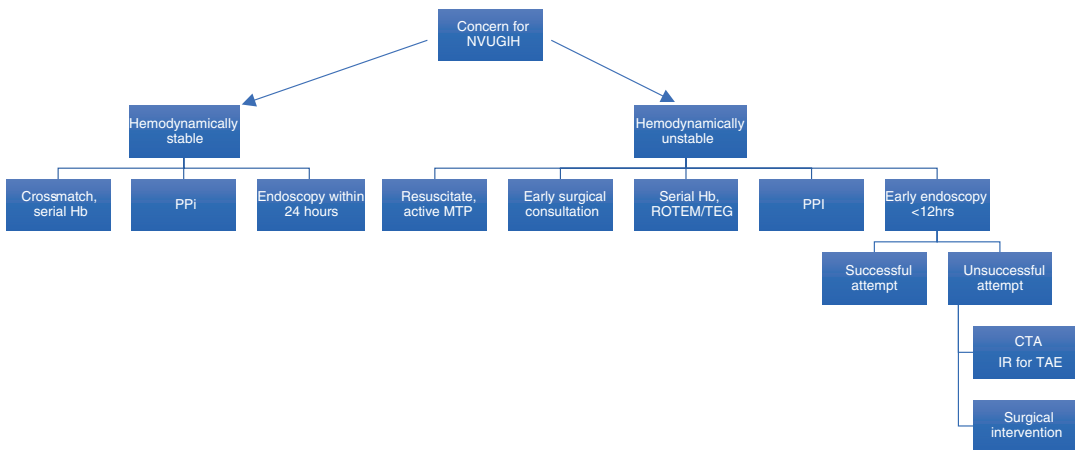 Concern for
NVUGIH
Hemodynamically
stable
Hemodynamically
unstable
Crossmatch,
serial Hb
PPi
Endoscopy within
24 hours
Resuscitate,
active MTP
Early surgical
consultation
Serial Hb,
ROTEM/TEG
PPI
Early endoscopy
<12hrs
Successful
attempt
Unsuccessful
attempt
CTA
IR for TAE
Surgical
intervention